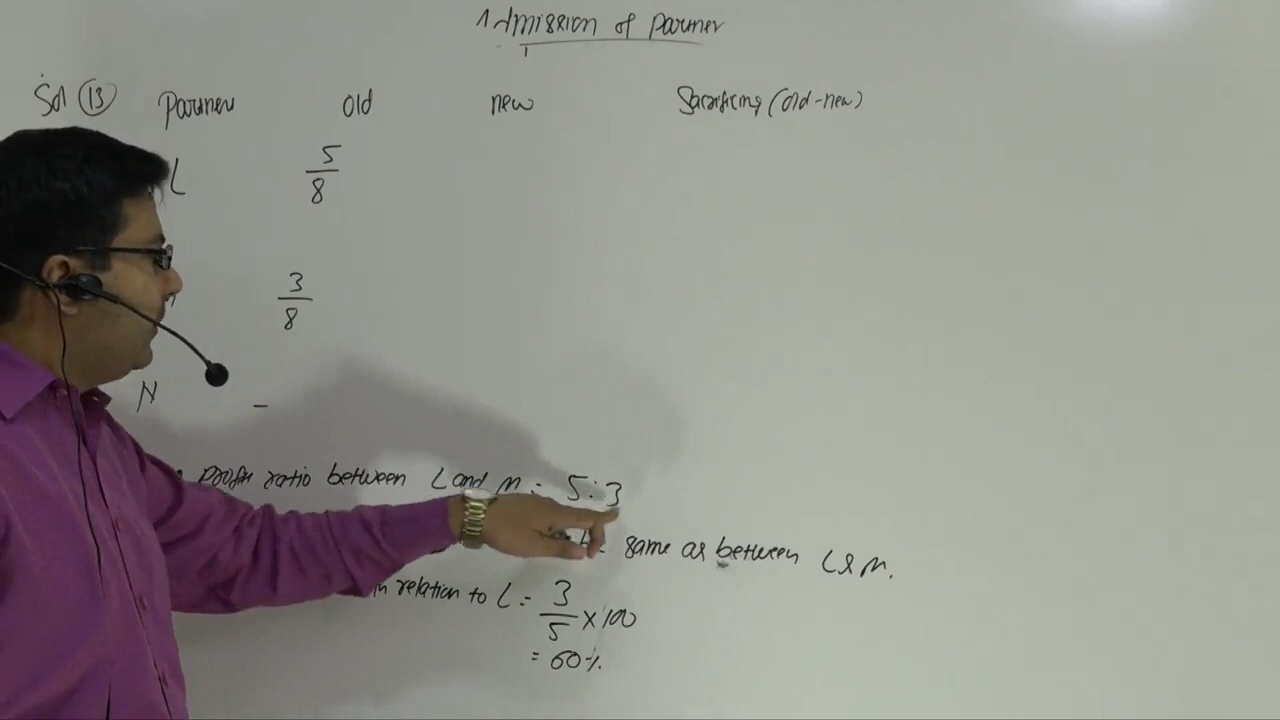 Admission of partner
Sol 13 Partner old new Sacrificing (old-new)
L 5/8
3/8
N -
profit ratio between L and M = 5:3
same as between L & M.
in relation to L = 3/5 x 100
= 60%